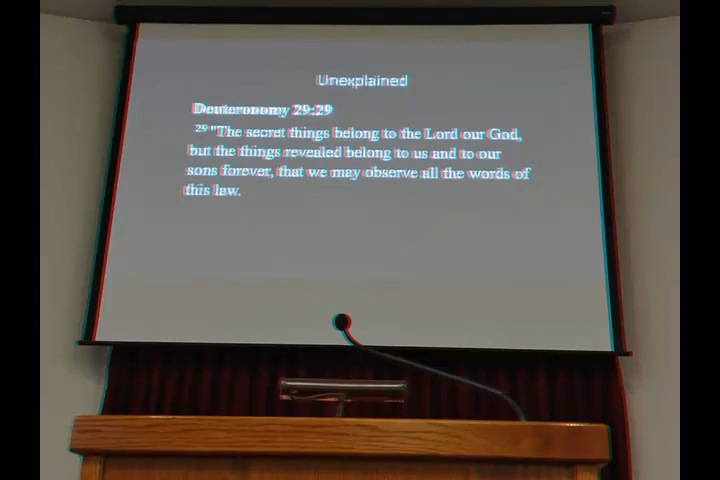 Unexplained
Deuteronomy 29:29
29 "The secret things belong to the Lord our God,
but the things revealed belong to us and to our
sons forever, that we may observe all the words of
this law.